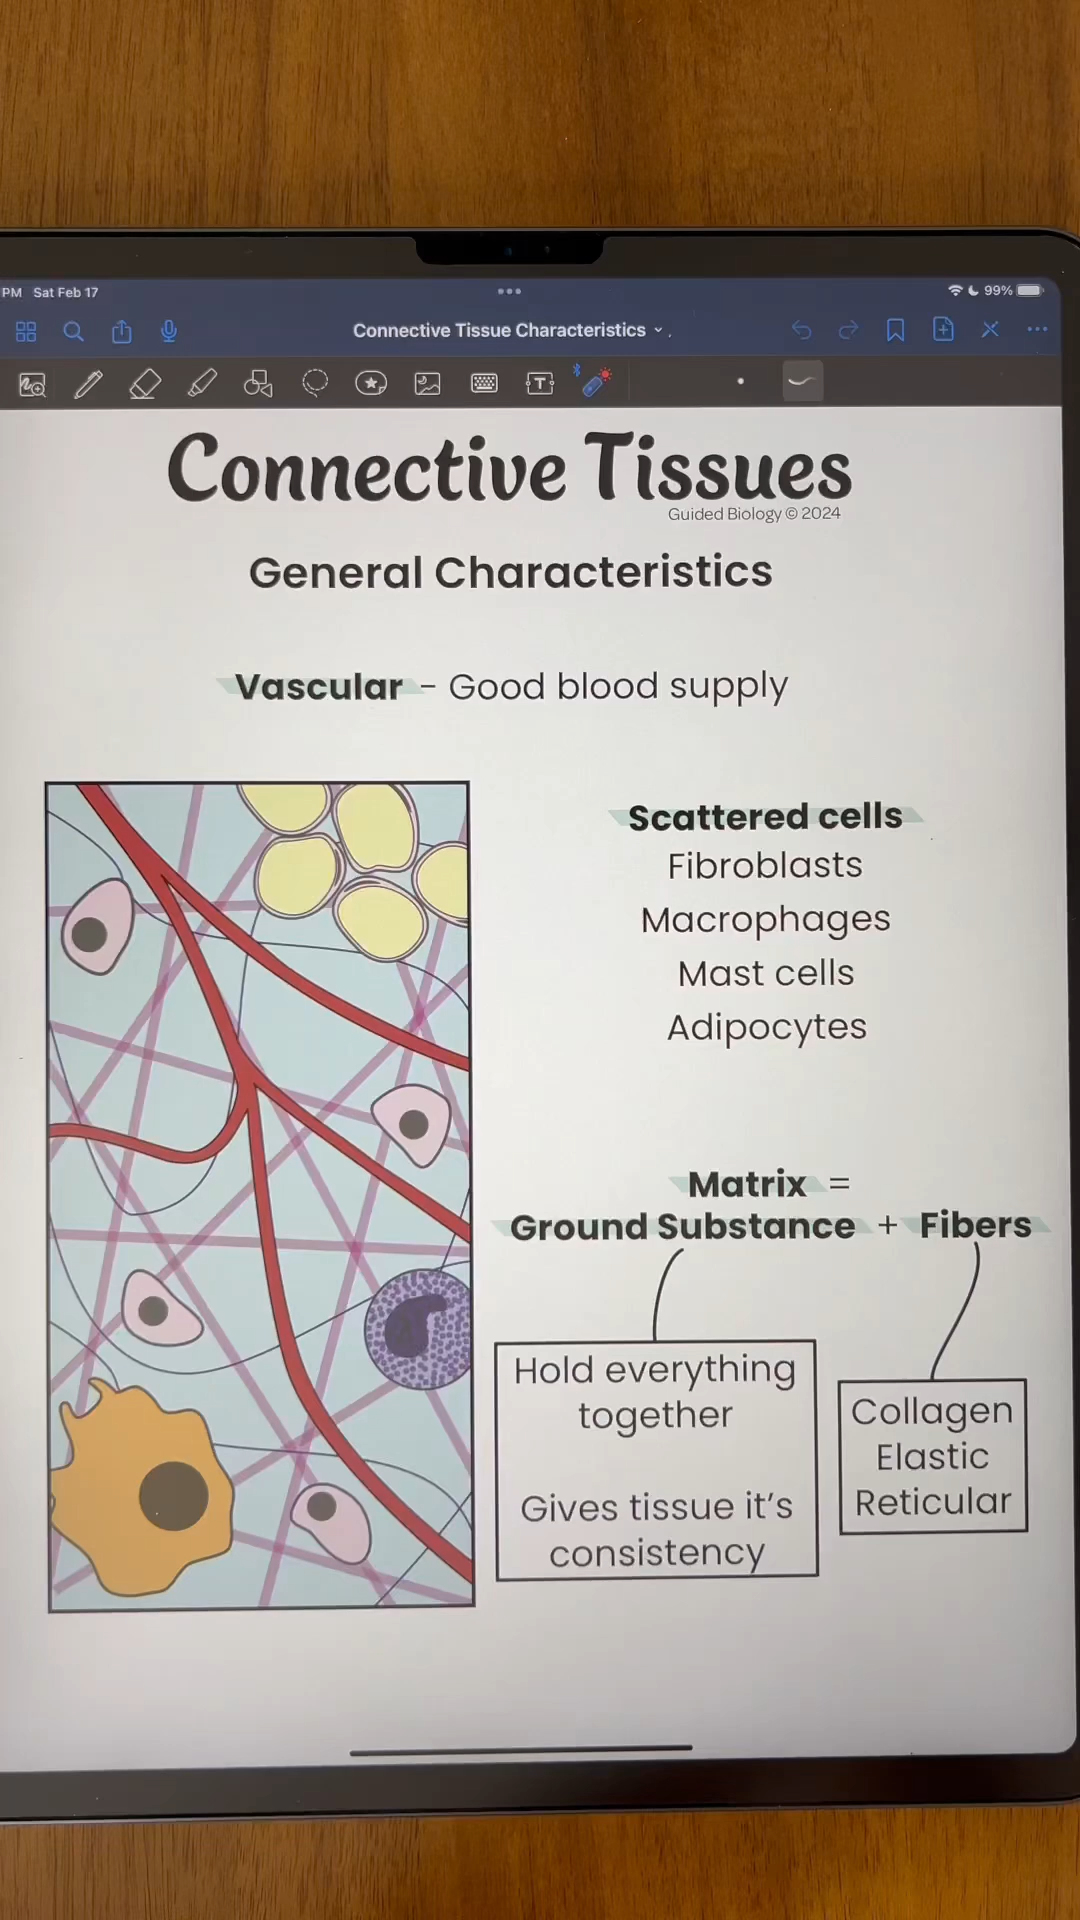 PM Sat Feb 17
99%
Connective Tissue Characteristics
T
Connective Tissues
Guided Biology © 2024
General Characteristics
Vascular - Good blood supply
Scattered cells
Fibroblasts
Macrophages
Mast cells
Adipocytes
Matrix =
Ground Substance + Fibers
Hold everything
together
Gives tissue it's
consistency
Collagen
Elastic
Reticular